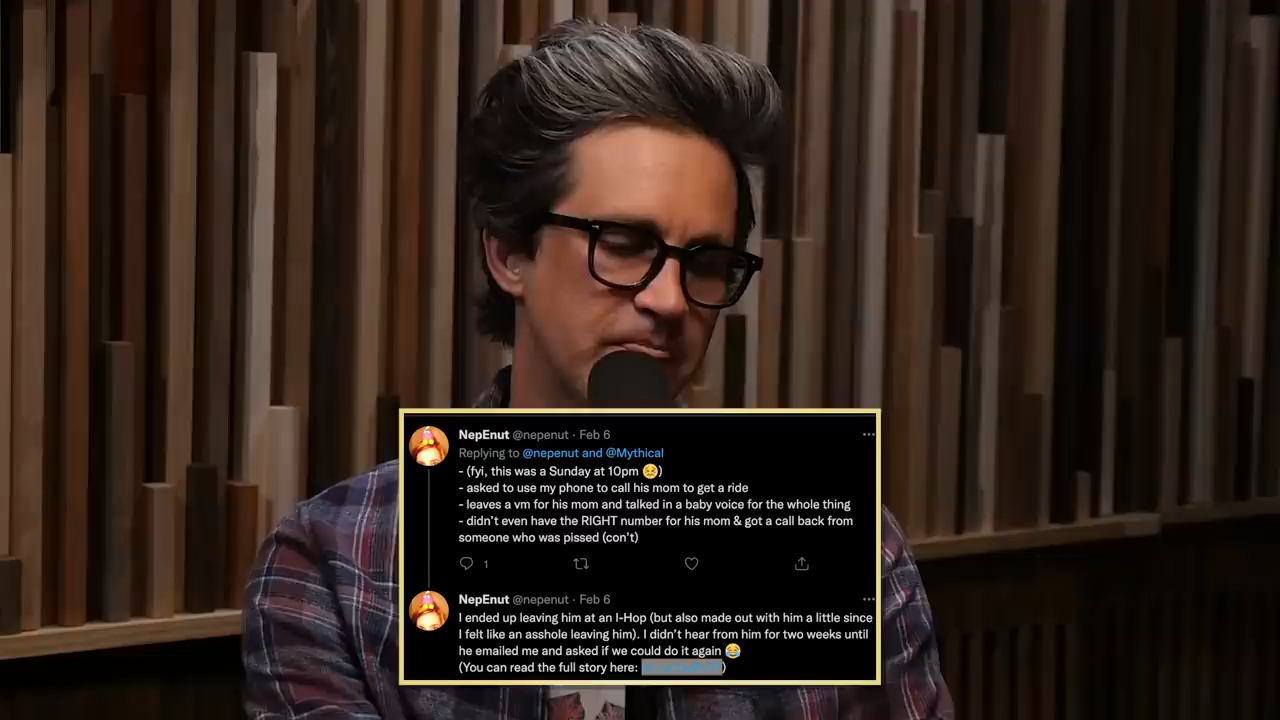 NepEnut @nepenut · Feb 6
Replying to @nepenut and @Mythical
- (fyi, this was a Sunday at 10pm 😣)
- asked to use my phone to call his mom to get a ride
- leaves a vm for his mom and talked in a baby voice for the whole thing
- didn't even have the RIGHT number for his mom & got a call back from
someone who was pissed (con't)
1
NepEnut @nepenut · Feb 6
I ended up leaving him at an I-Hop (but also made out with him a little since
I felt like an asshole leaving him). I didn't hear from him for two weeks until
he emailed me and asked if we could do it again 😂
(You can read the full story here: )